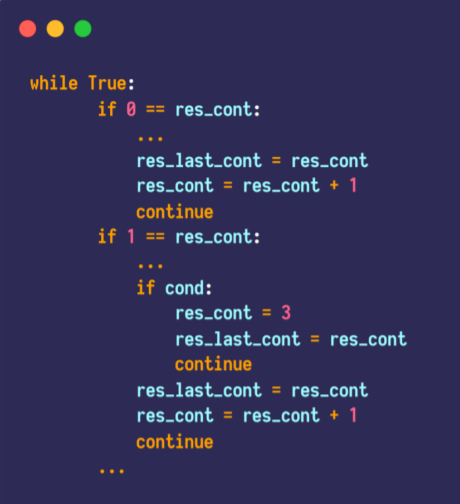 while True:
if 0 == res_cont:
...
res_last_cont = res_cont
res_cont = res_cont + 1
continue
if 1 == res_cont:
...
if cond:
res_cont = 3
res_last_cont = res_cont
continue
res_last_cont = res_cont
res_cont = res_cont + 1
continue
...